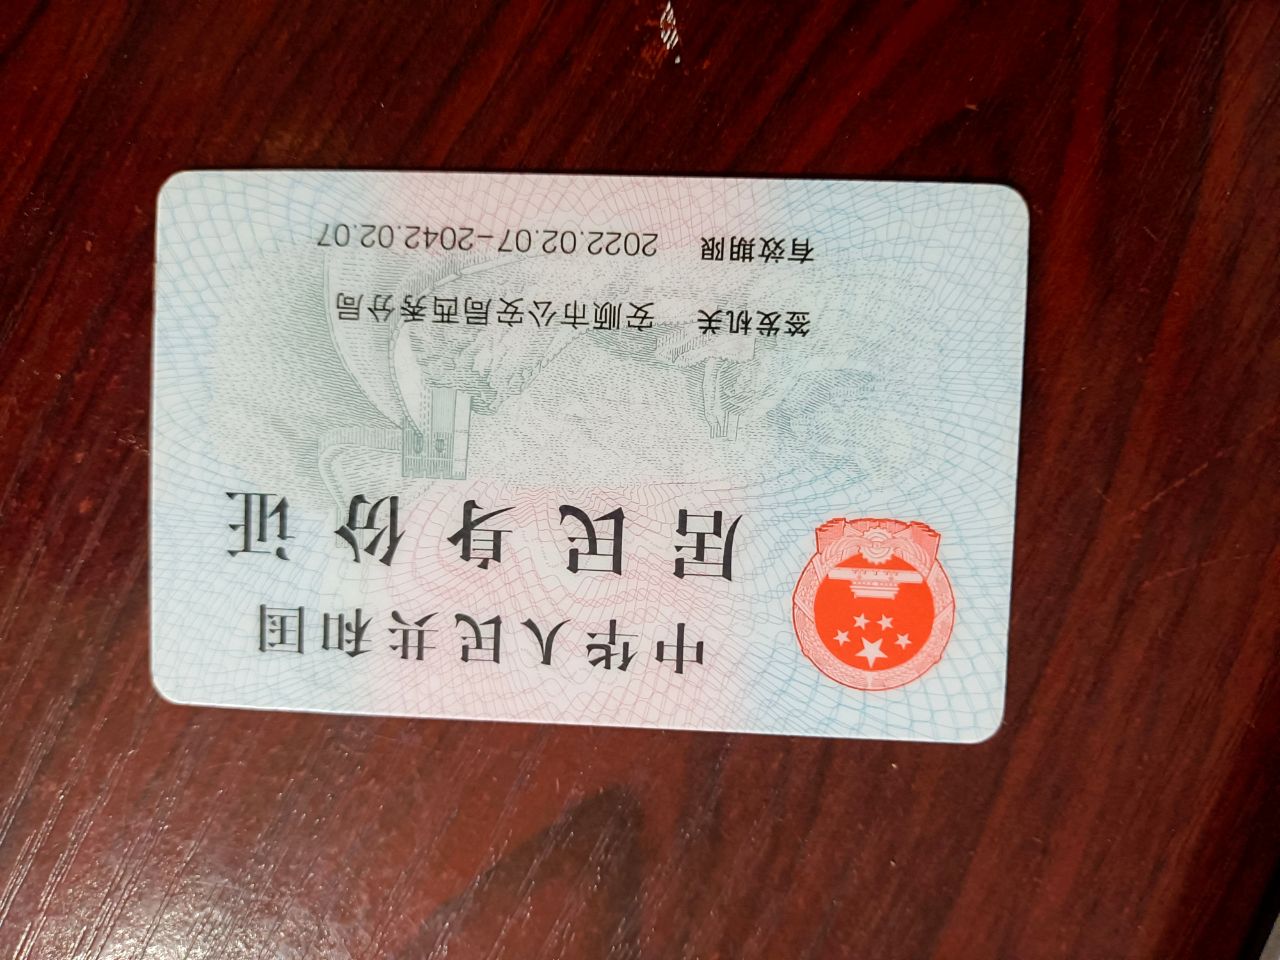 中华人民共和国
居民身份证
签发机关 安顺市公安局西秀分局
有效期限 2022.02.07-2042.02.07